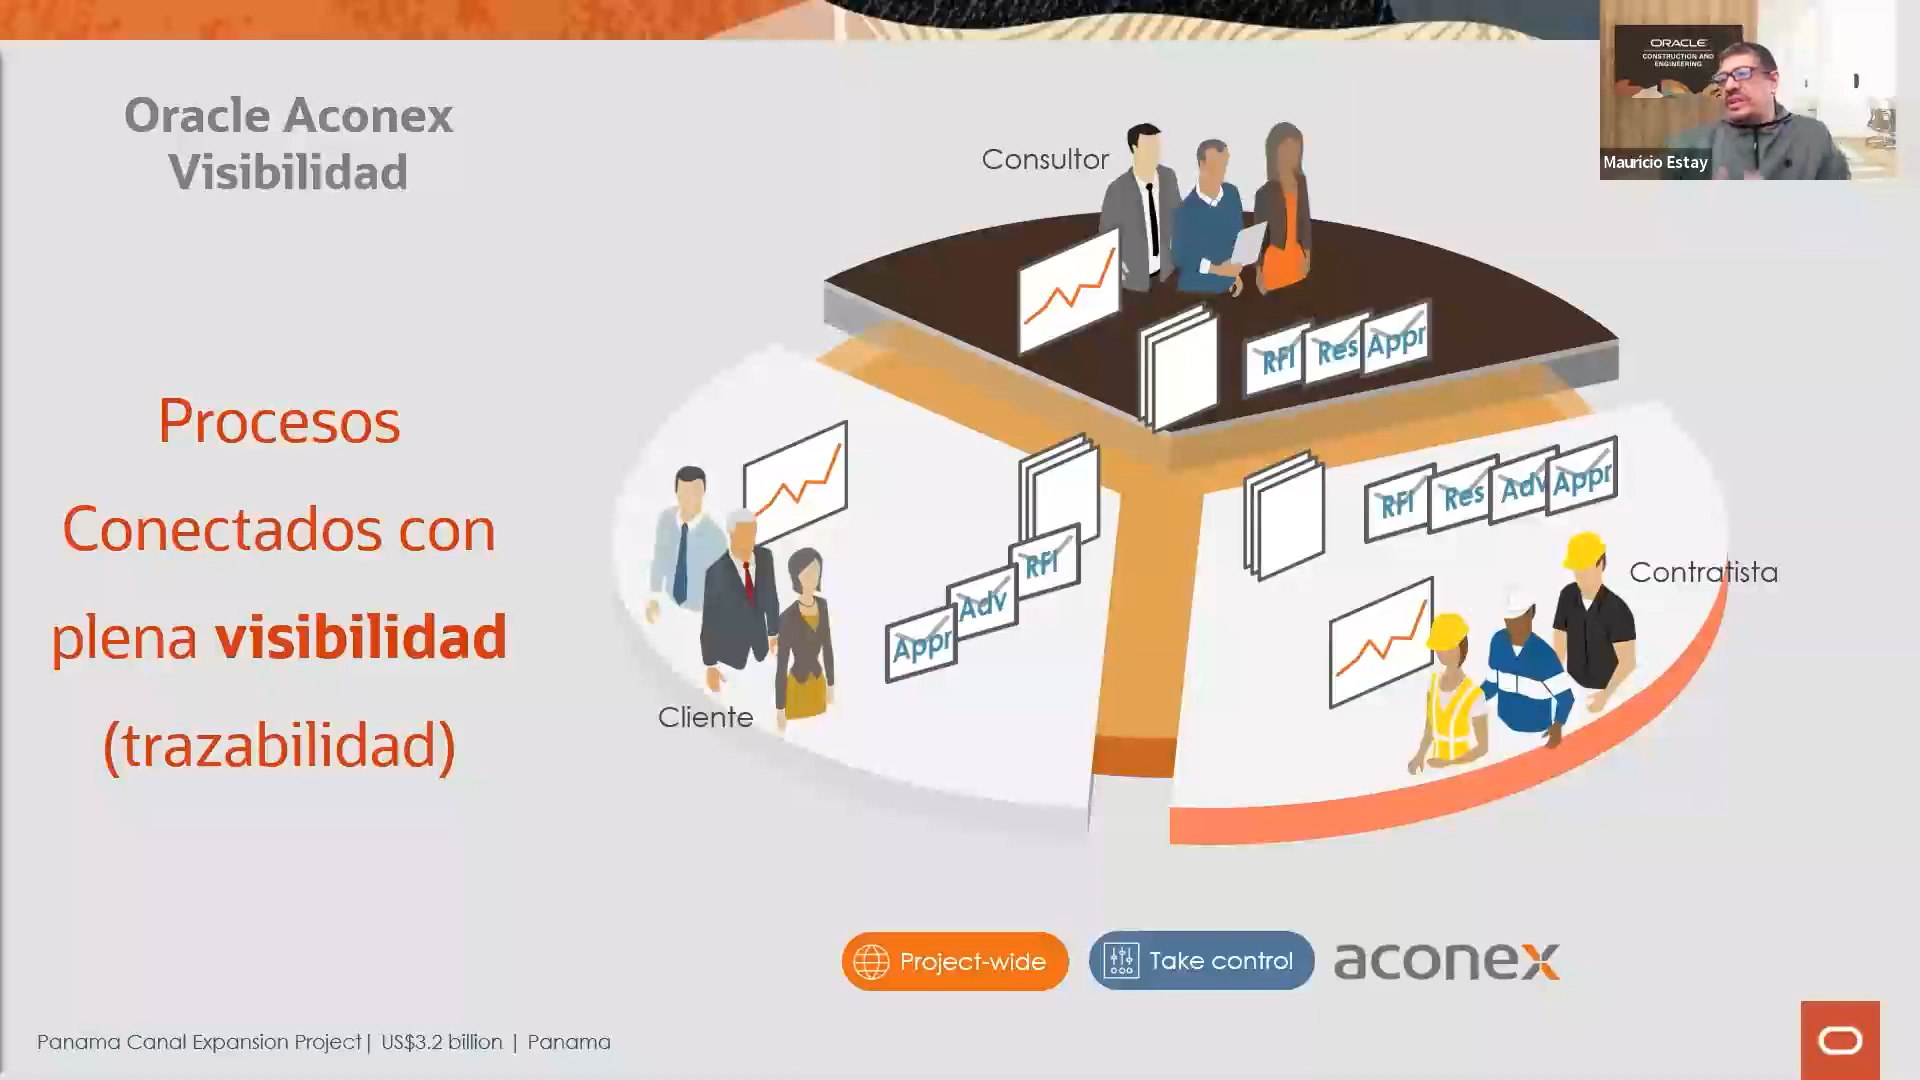 Oracle Aconex
Visibilidad
ORACLE
CONSTRUCTION AND
ENGINEERING
Mauricio Estay
Consultor
RFI
Res
Appr
Procesos
Conectados con
plena visibilidad
(trazabilidad)
RFI
Adv
Appr
Cliente
RFI
Res
Adv
Appr
Contratista
Project-wide
Take control
aconex
Panama Canal Expansion Project| US$3.2 billion | Panama